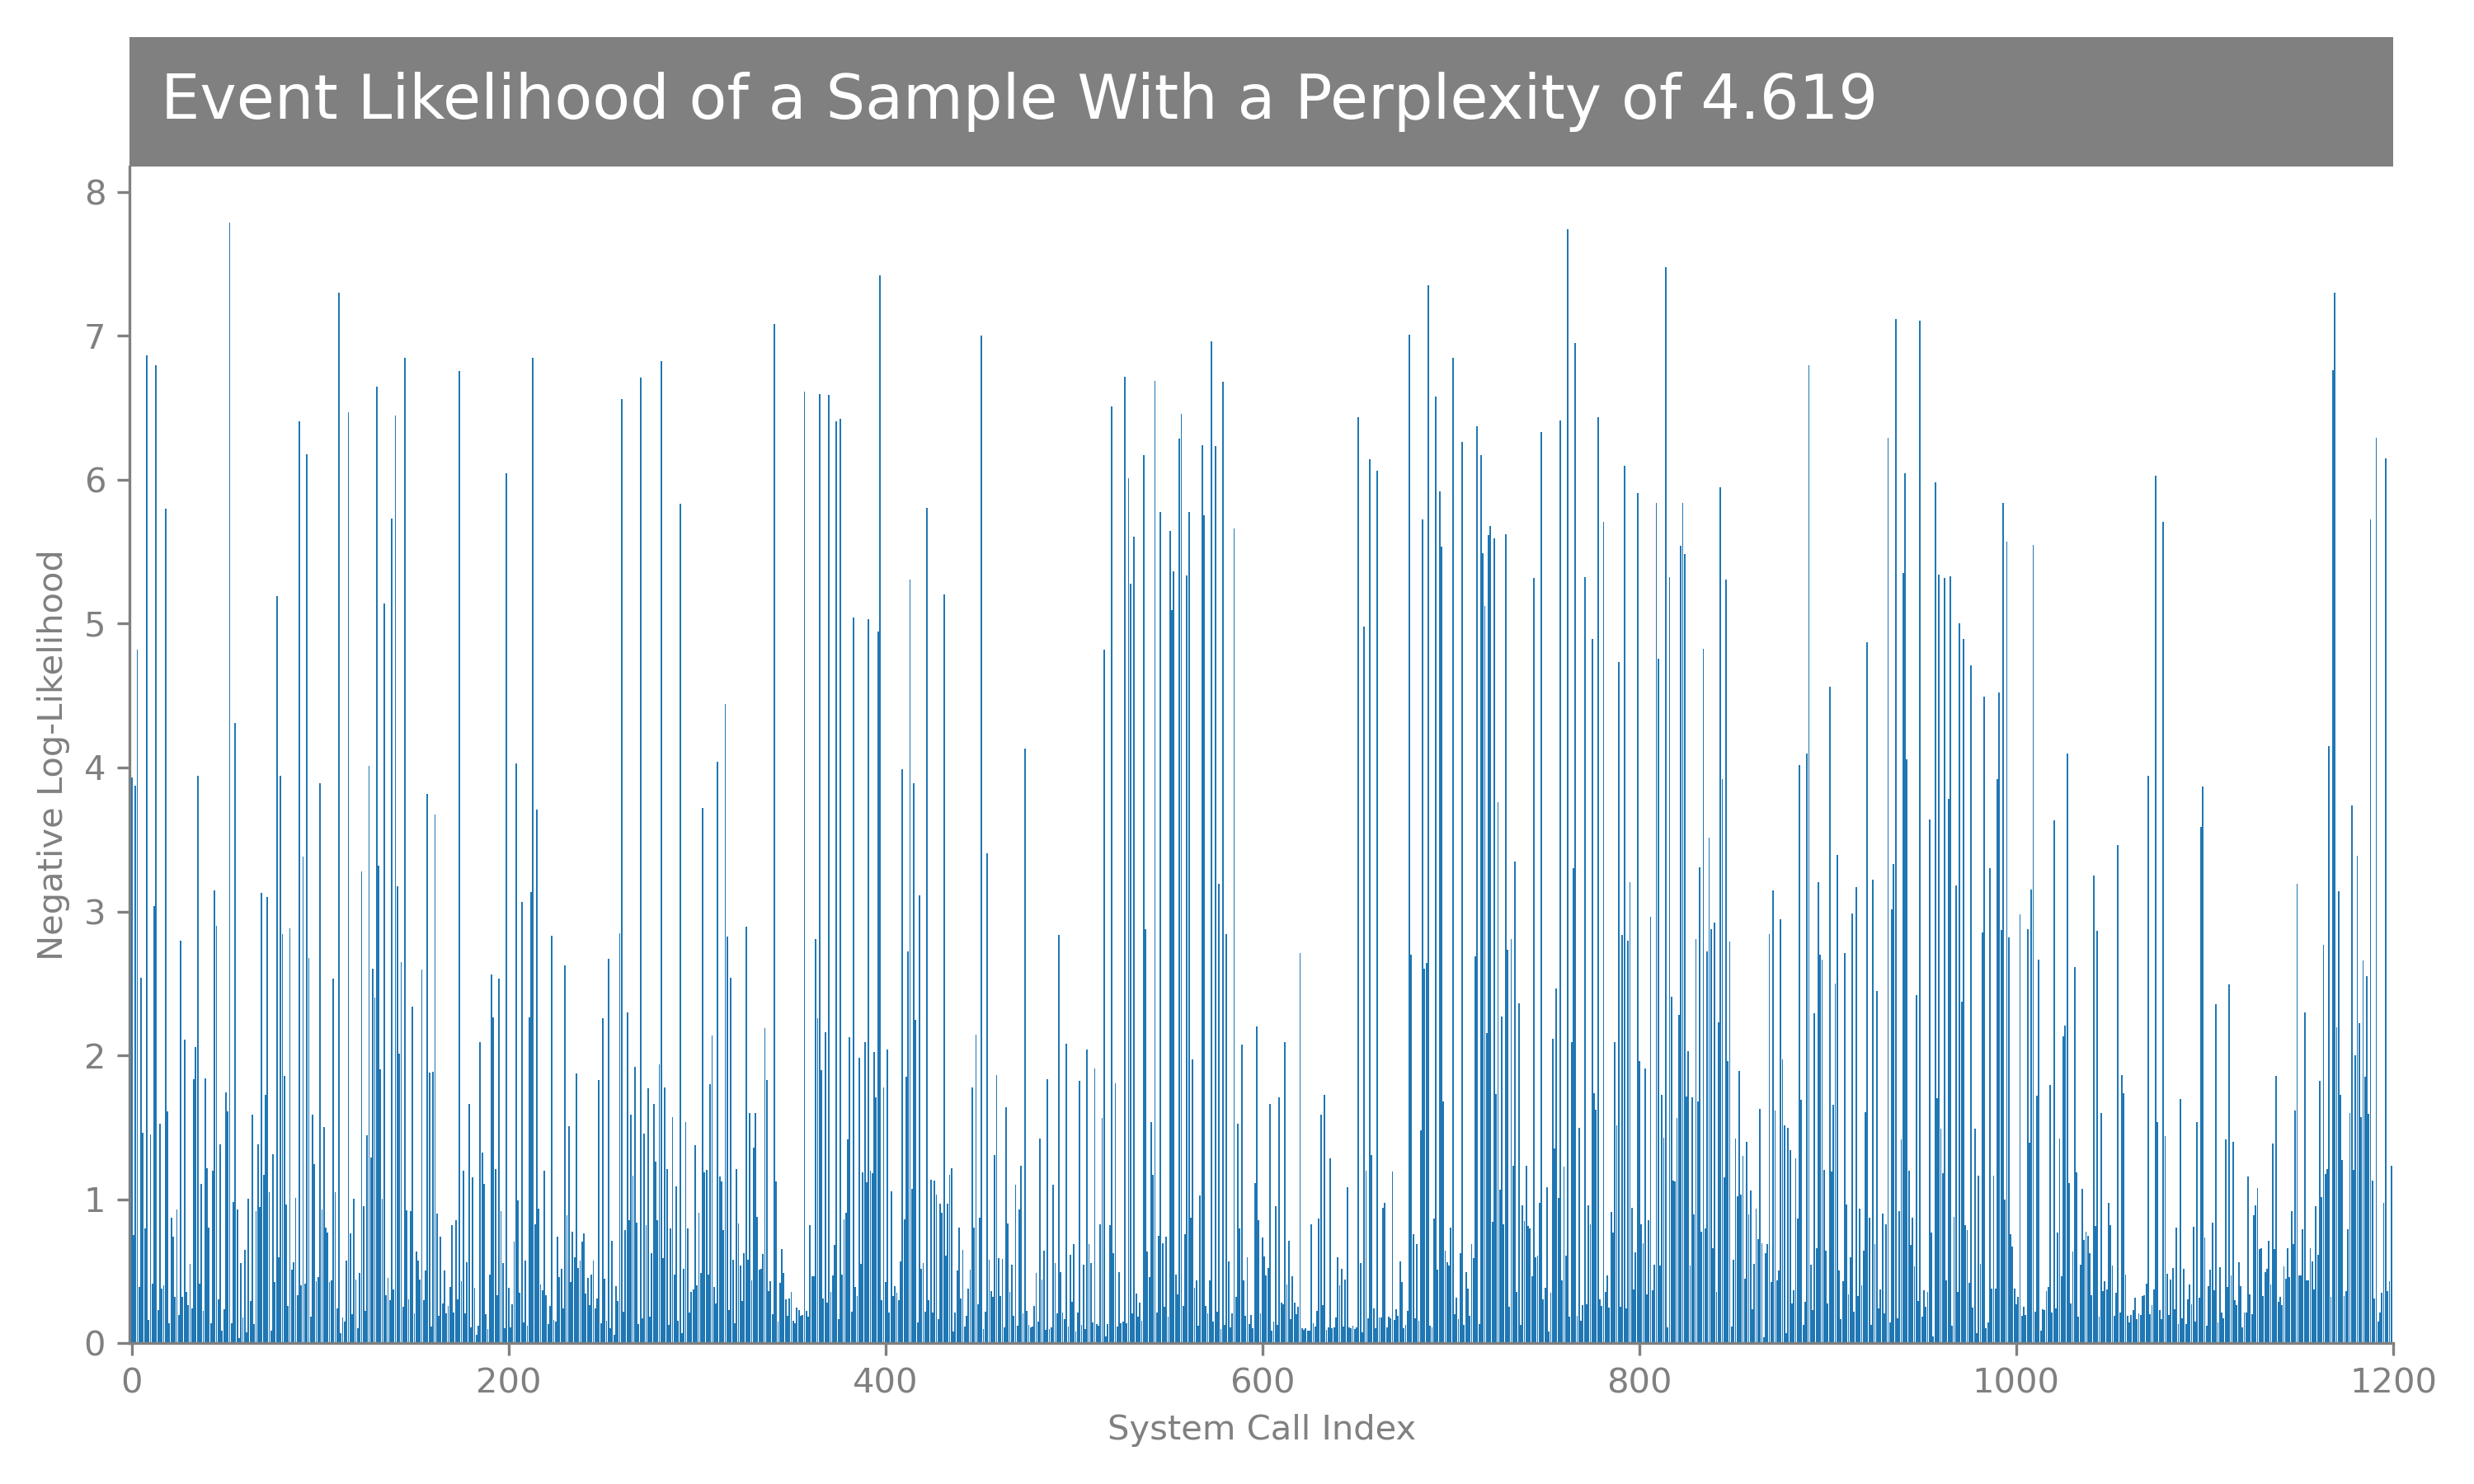 Event Likelihood of a Sample With a Perplexity of 4.619
8
7
6
5
4
3
2
1
0
Negative Log-Likelihood
0 200 400 600 800 1000 1200
System Call Index